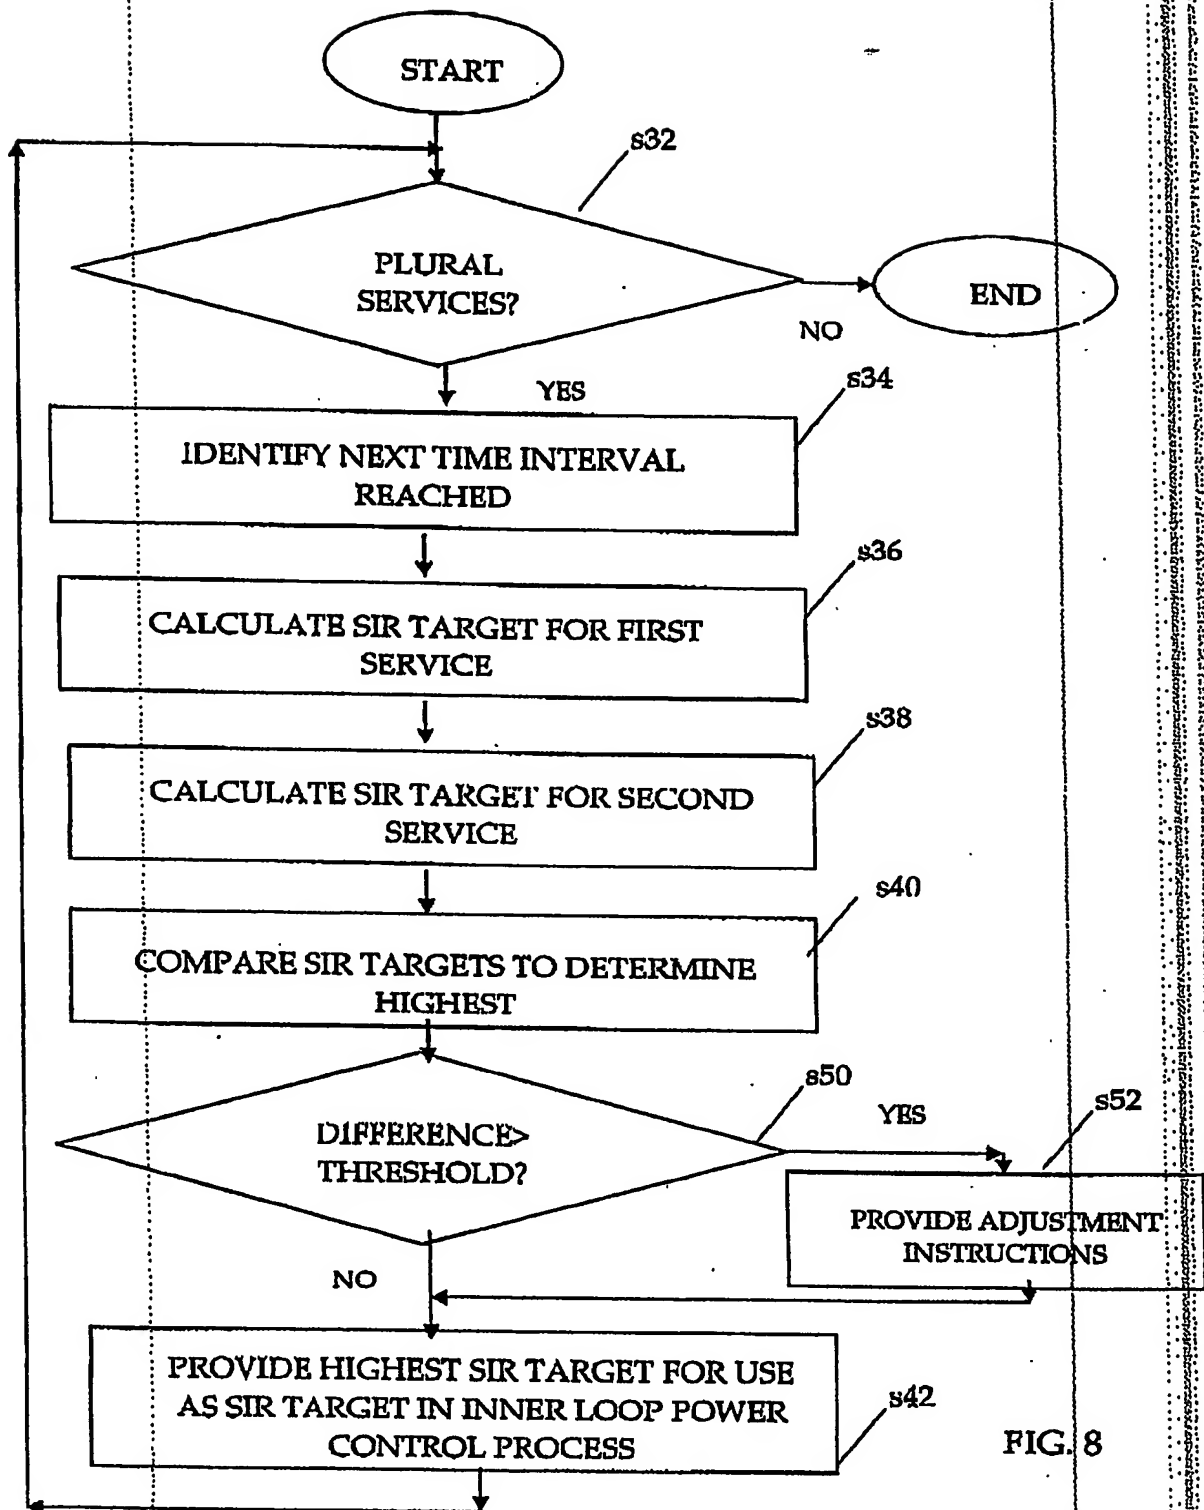 START
s32
PLURAL
SERVICES?
END
NO
YES
s34
IDENTIFY NEXT TIME INTERVAL
REACHED
s36
CALCULATE SIR TARGET FOR FIRST
SERVICE
s38
CALCULATE SIR TARGET FOR SECOND
SERVICE
s40
COMPARE SIR TARGETS TO DETERMINE
HIGHEST
s50
YES
s52
DIFFERENCE>
THRESHOLD?
PROVIDE ADJUSTMENT
INSTRUCTIONS
NO
PROVIDE HIGHEST SIR TARGET FOR USE
AS SIR TARGET IN INNER LOOP POWER
CONTROL PROCESS
s42
FIG. 8